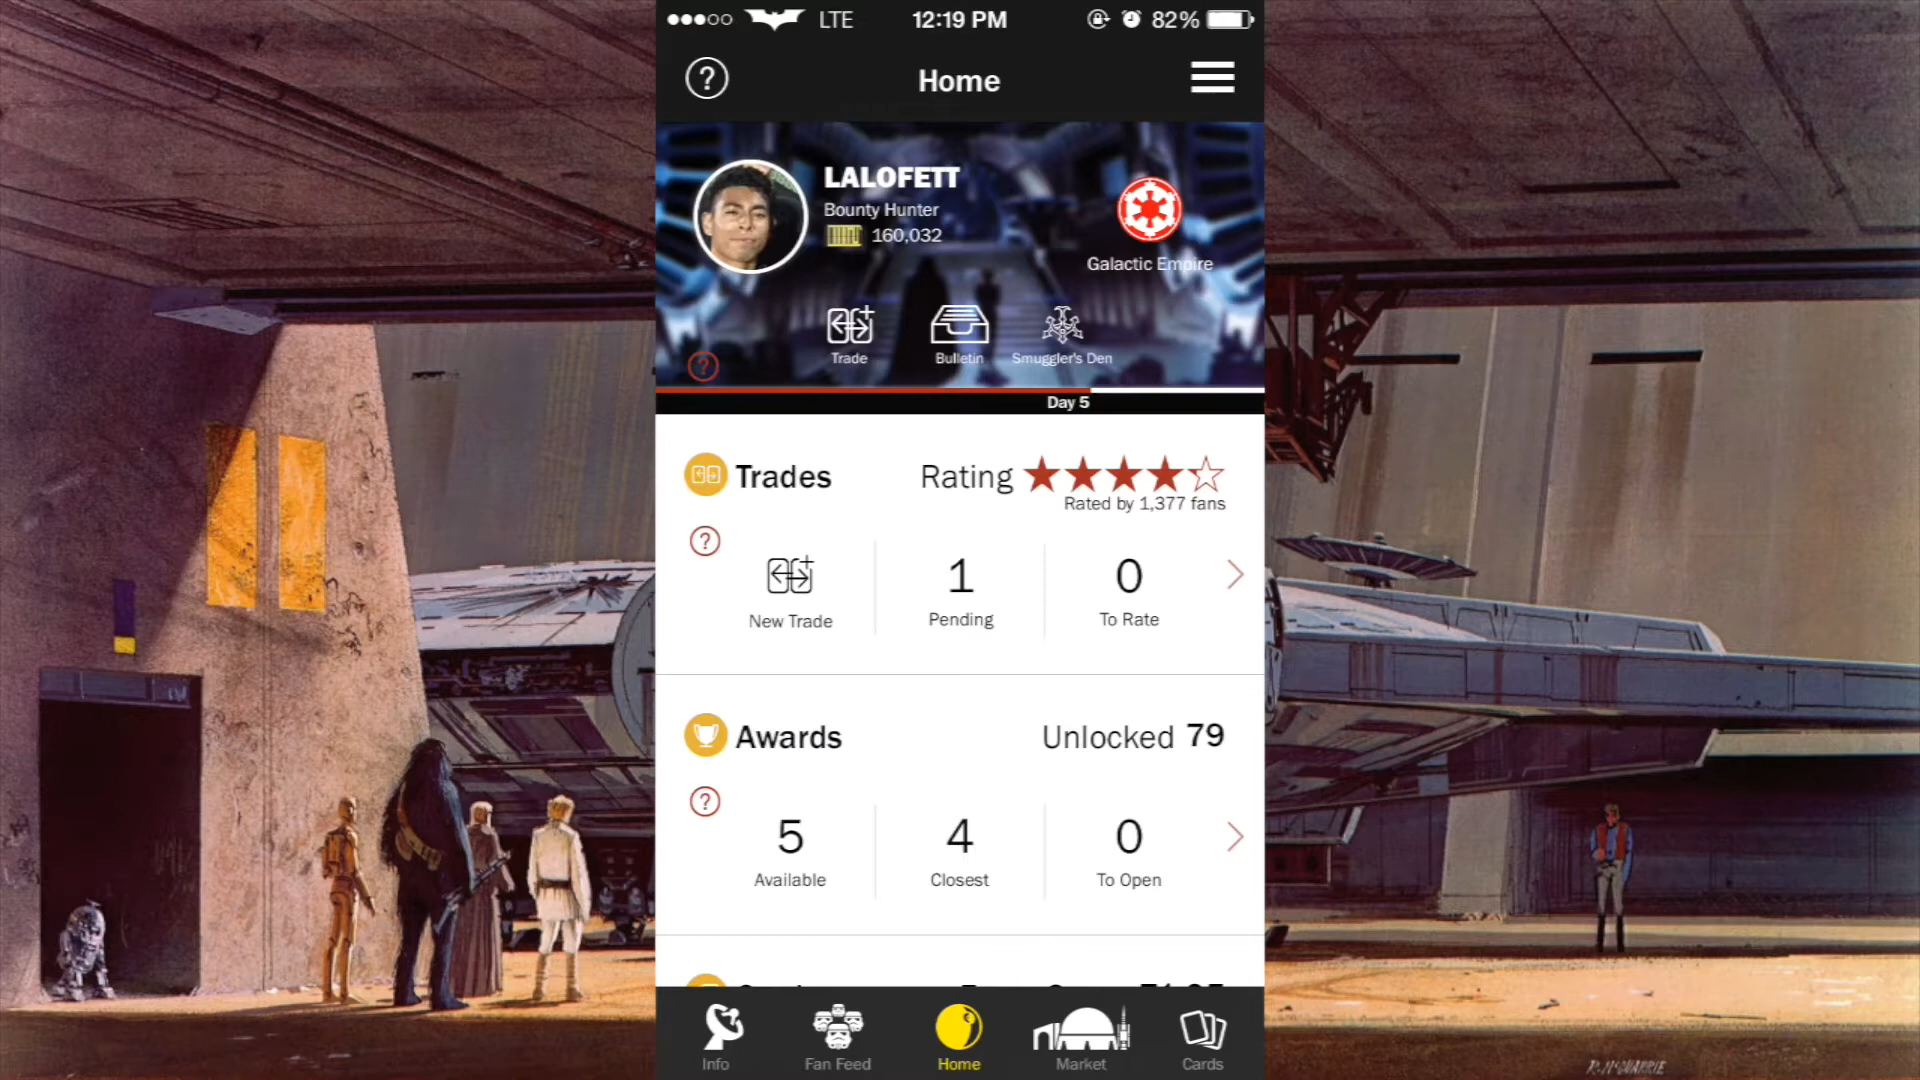 LTE 12:19 PM 82%
Home
LALOFETT
Bounty Hunter
160,032
Galactic Empire
Trade Bulletin Smuggler's Den
Day 5
Trades Rating
Rated by 1,377 fans
1 0
New Trade Pending To Rate
Awards Unlocked 79
5 4 0
Available Closest To Open
Info Fan Feed Home Market Cards
R. McQUARRIE